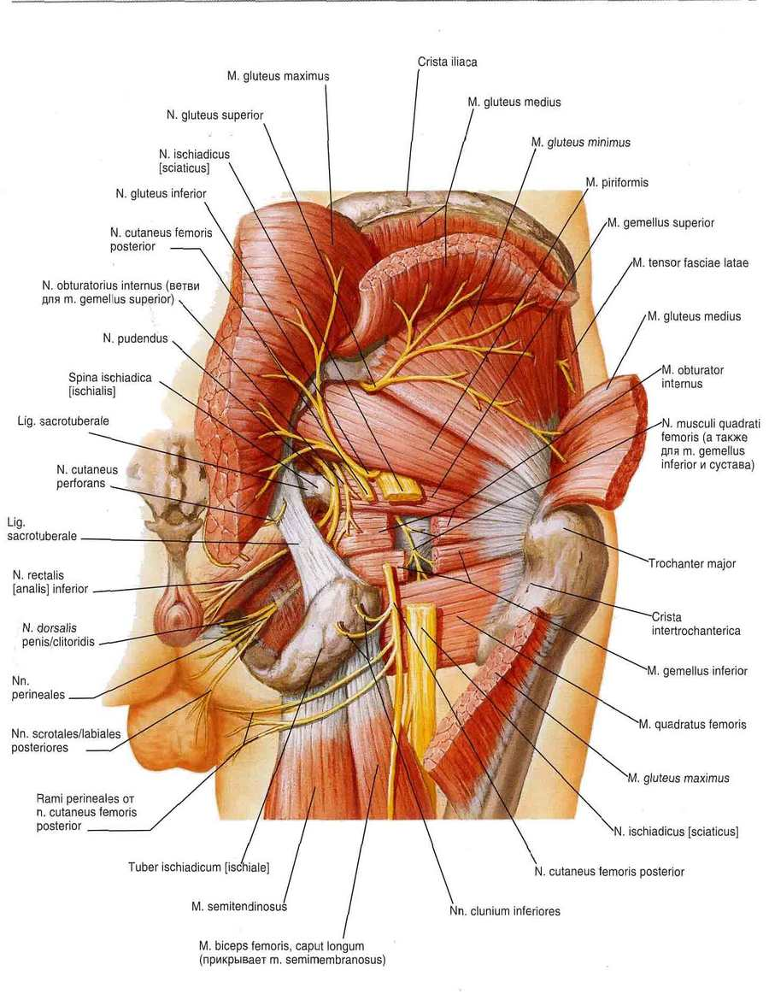 Crista iliaca
M. gluteus maximus
M. gluteus medius
N. gluteus superior
M. gluteus minimus
N. ischiadicus
[sciaticus]
M. piriformis
N. gluteus inferior
M. gemellus superior
N. cutaneus femoris
posterior
M. tensor fasciae latae
N. obturatorius internus (ветви
для m. gemellus superior)
M. gluteus medius
N. pudendus
M. obturator
internus
Spina ischiadica
[ischialis]
Lig. sacrotuberale
N. musculi quadrati
femoris (а также
для m. gemellus
inferior и сустава)
N. cutaneus
perforans
Lig.
sacrotuberale
Trochanter major
N. rectalis
[analis] inferior
Crista
intertrochanterica
N. dorsalis
penis/clitoridis
M. gemellus inferior
Nn.
perineales
M. quadratus femoris
Nn. scrotales/labiales
posteriores
M. gluteus maximus
Rami perineales от
n. cutaneus femoris
posterior
N. ischiadicus [sciaticus]
Tuber ischiadicum [ischiale]
N. cutaneus femoris posterior
M. semitendinosus
Nn. clunium inferiores
M. biceps femoris, caput longum
(прикрывает m. semimembranosus)